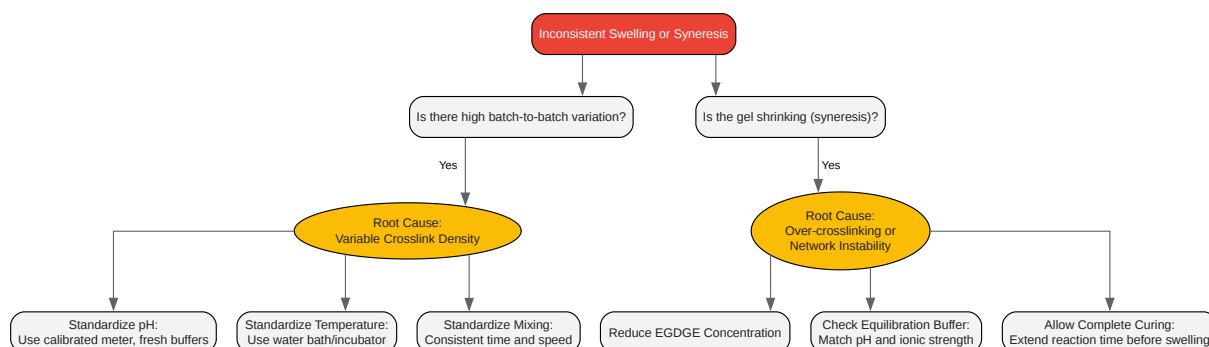 Inconsistent Swelling or Syneresis
Is there high batch-to-batch variation?
Is the gel shrinking (syneresis)?
Yes
Yes
Root Cause:
Variable Crosslink Density
Root Cause:
Over-crosslinking or
Network Instability
Standardize pH:
Use calibrated meter, fresh buffers
Standardize Temperature:
Use water bath/incubator
Standardize Mixing:
Consistent time and speed
Reduce EGDGE Concentration
Check Equilibration Buffer:
Match pH and ionic strength
Allow Complete Curing:
Extend reaction time before swelling